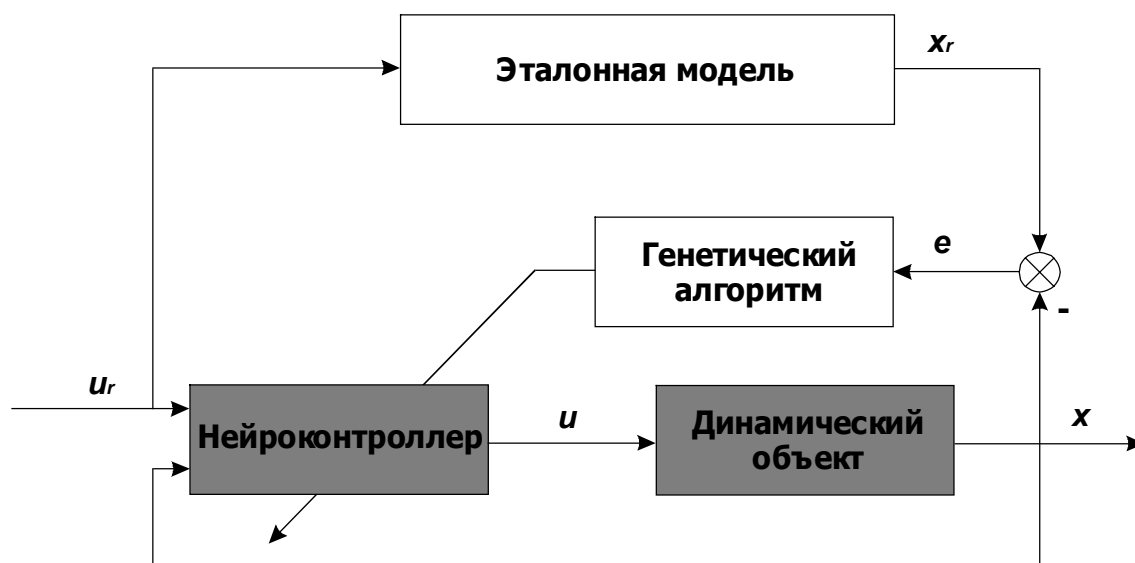 Эталонная модель
xr
Генетический
алгоритм
e
-
ur
Нейроконтроллер
u
Динамический
объект
x